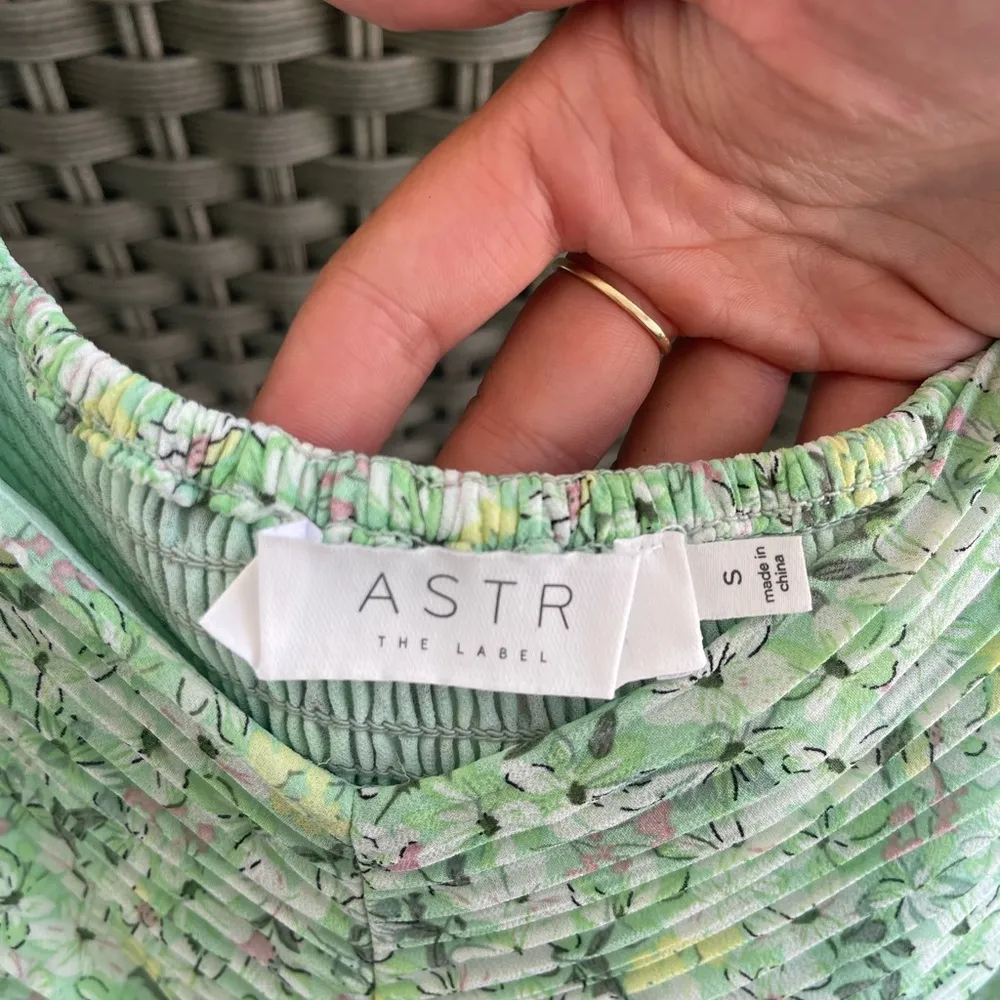 ASTR
THE LABEL
S
made in
china